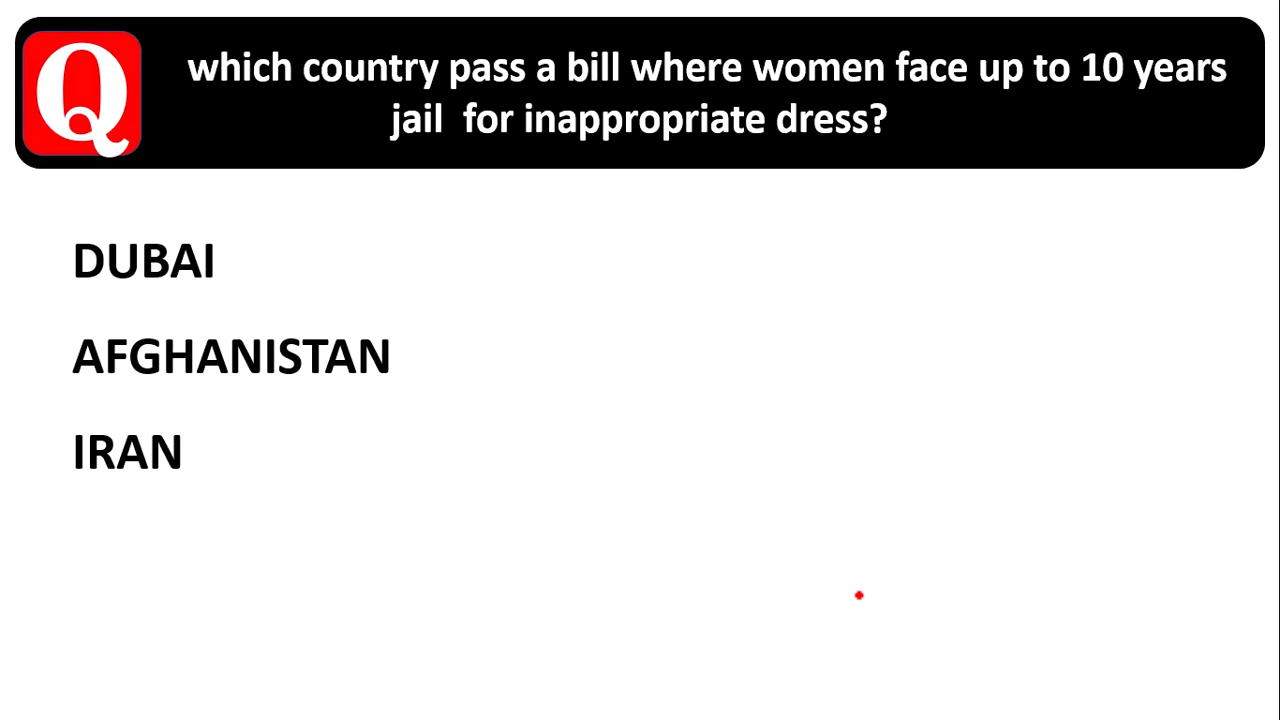 Q which country pass a bill where women face up to 10 years
jail for inappropriate dress?
DUBAI
AFGHANISTAN
IRAN